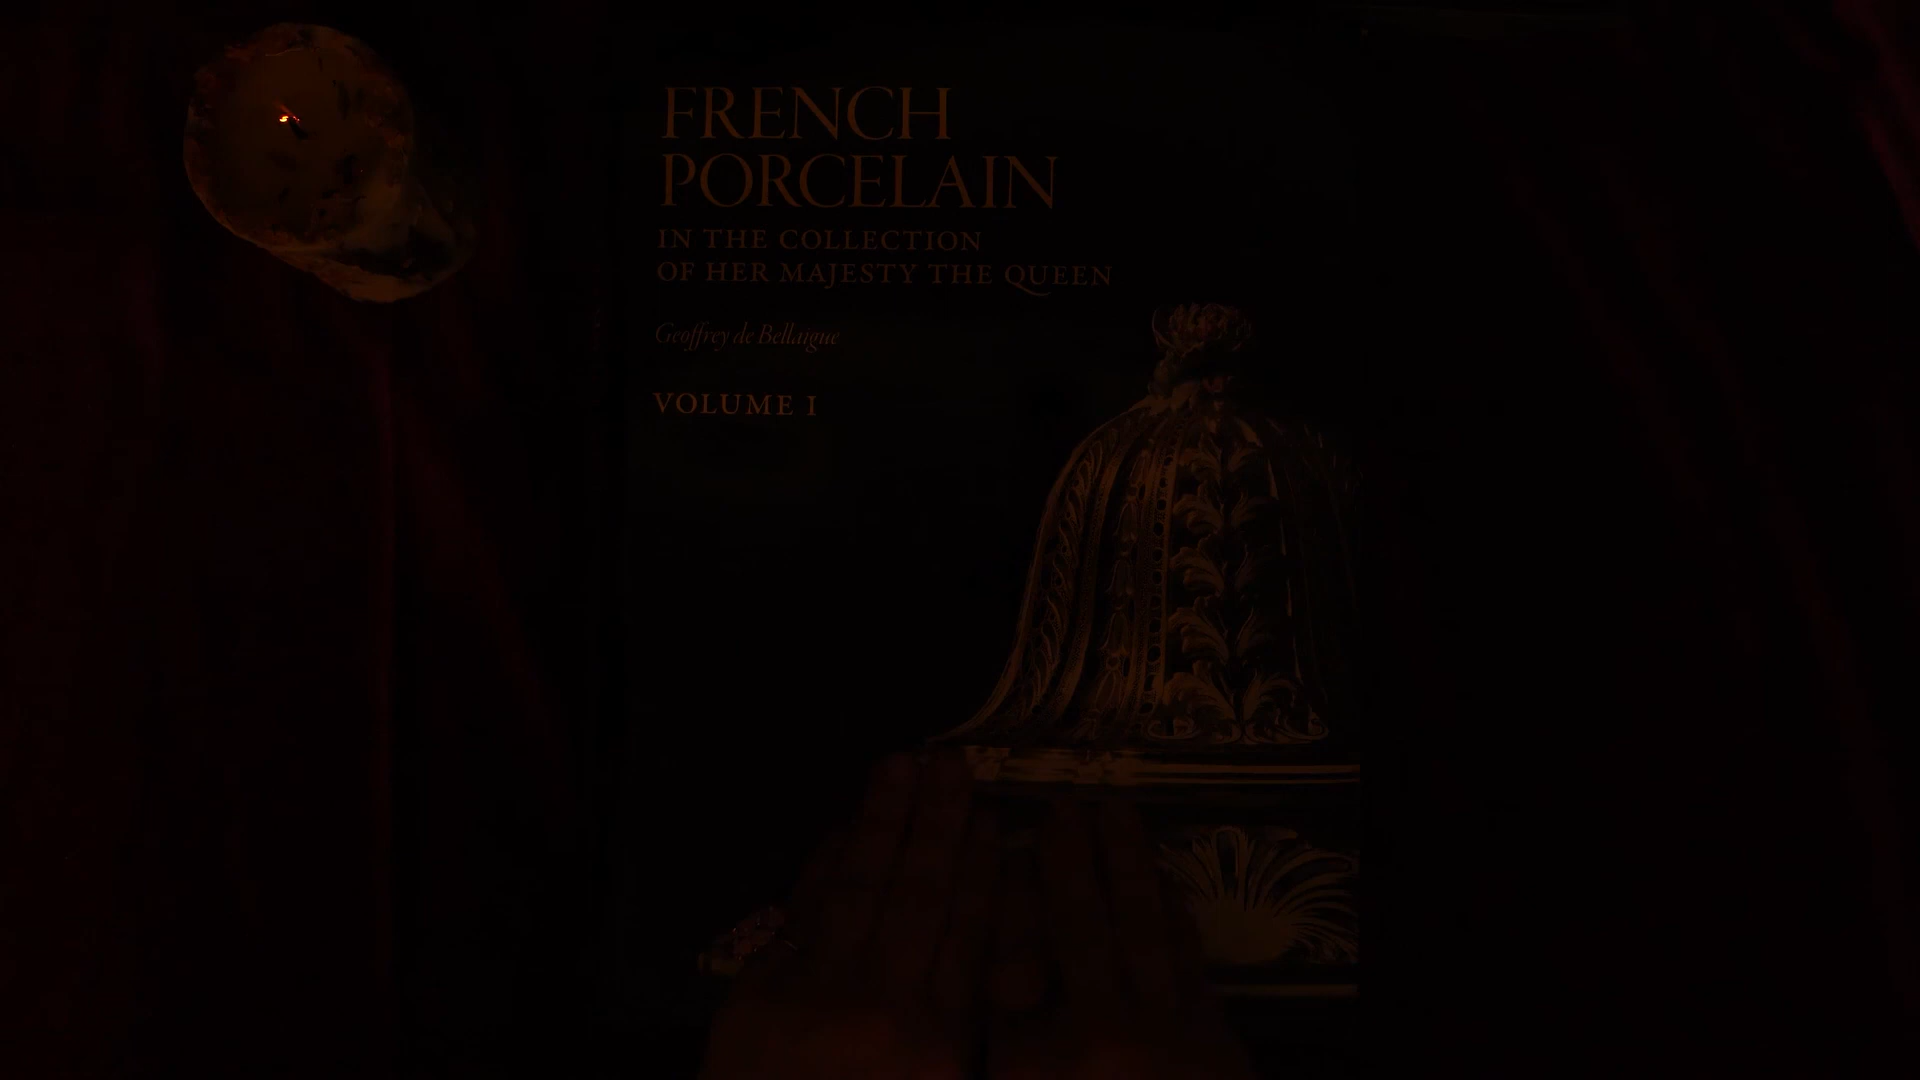 FRENCH
PORCELAIN
IN THE COLLECTION
OF HER MAJESTY THE QUEEN
Geoffrey de Bellaigue
VOLUME I